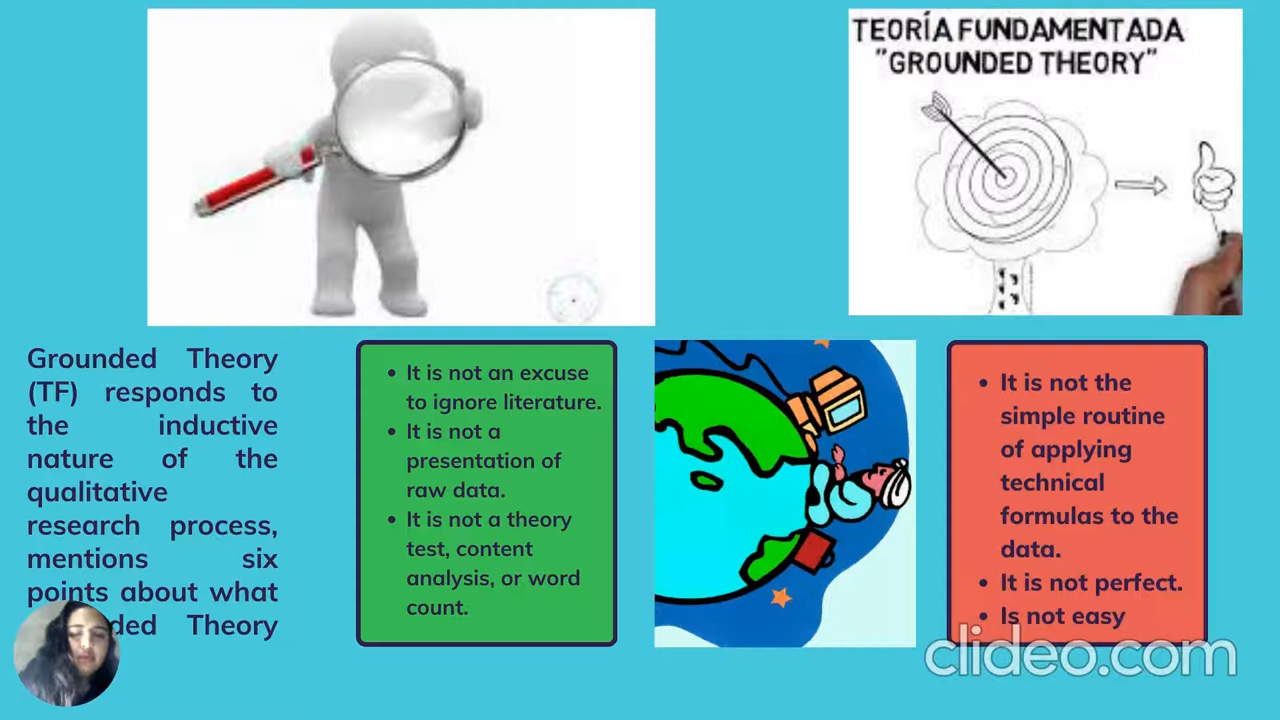 TEORÍA FUNDAMENTADA
"GROUNDED THEORY"
Grounded Theory
(TF) responds to
the inductive
nature of the
qualitative
research process,
mentions six
points about what
Theory
• It is not an excuse
to ignore literature.
• It is not a
presentation of
raw data.
• It is not a theory
test, content
analysis, or word
count.
• It is not the
simple routine
of applying
technical
formulas to the
data.
• It is not perfect.
• Is not easy
clideo.com